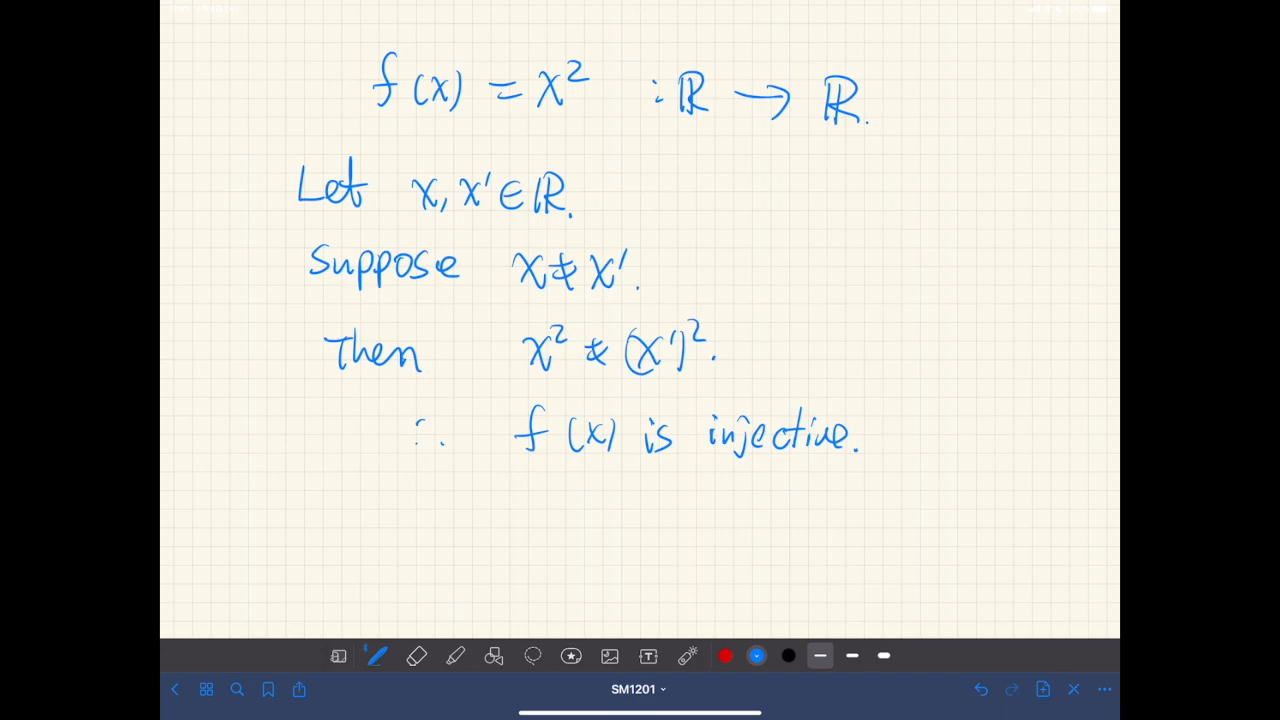 f(x) = x² : ℝ → ℝ.
Let x, x' ∈ ℝ.
Suppose x ≠ x'.
Then x² ≠ (x')².
∴ f(x) is injective.
SM1201